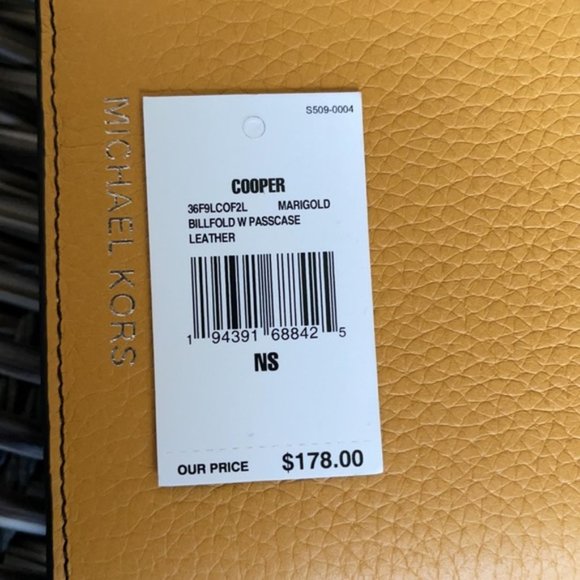 MICHAEL KORS
S509-0004
COOPER
36F9LCOF2L MARIGOLD
BILLFOLD W PASSCASE
LEATHER
1 94391 68842 5
NS
OUR PRICE $178.00